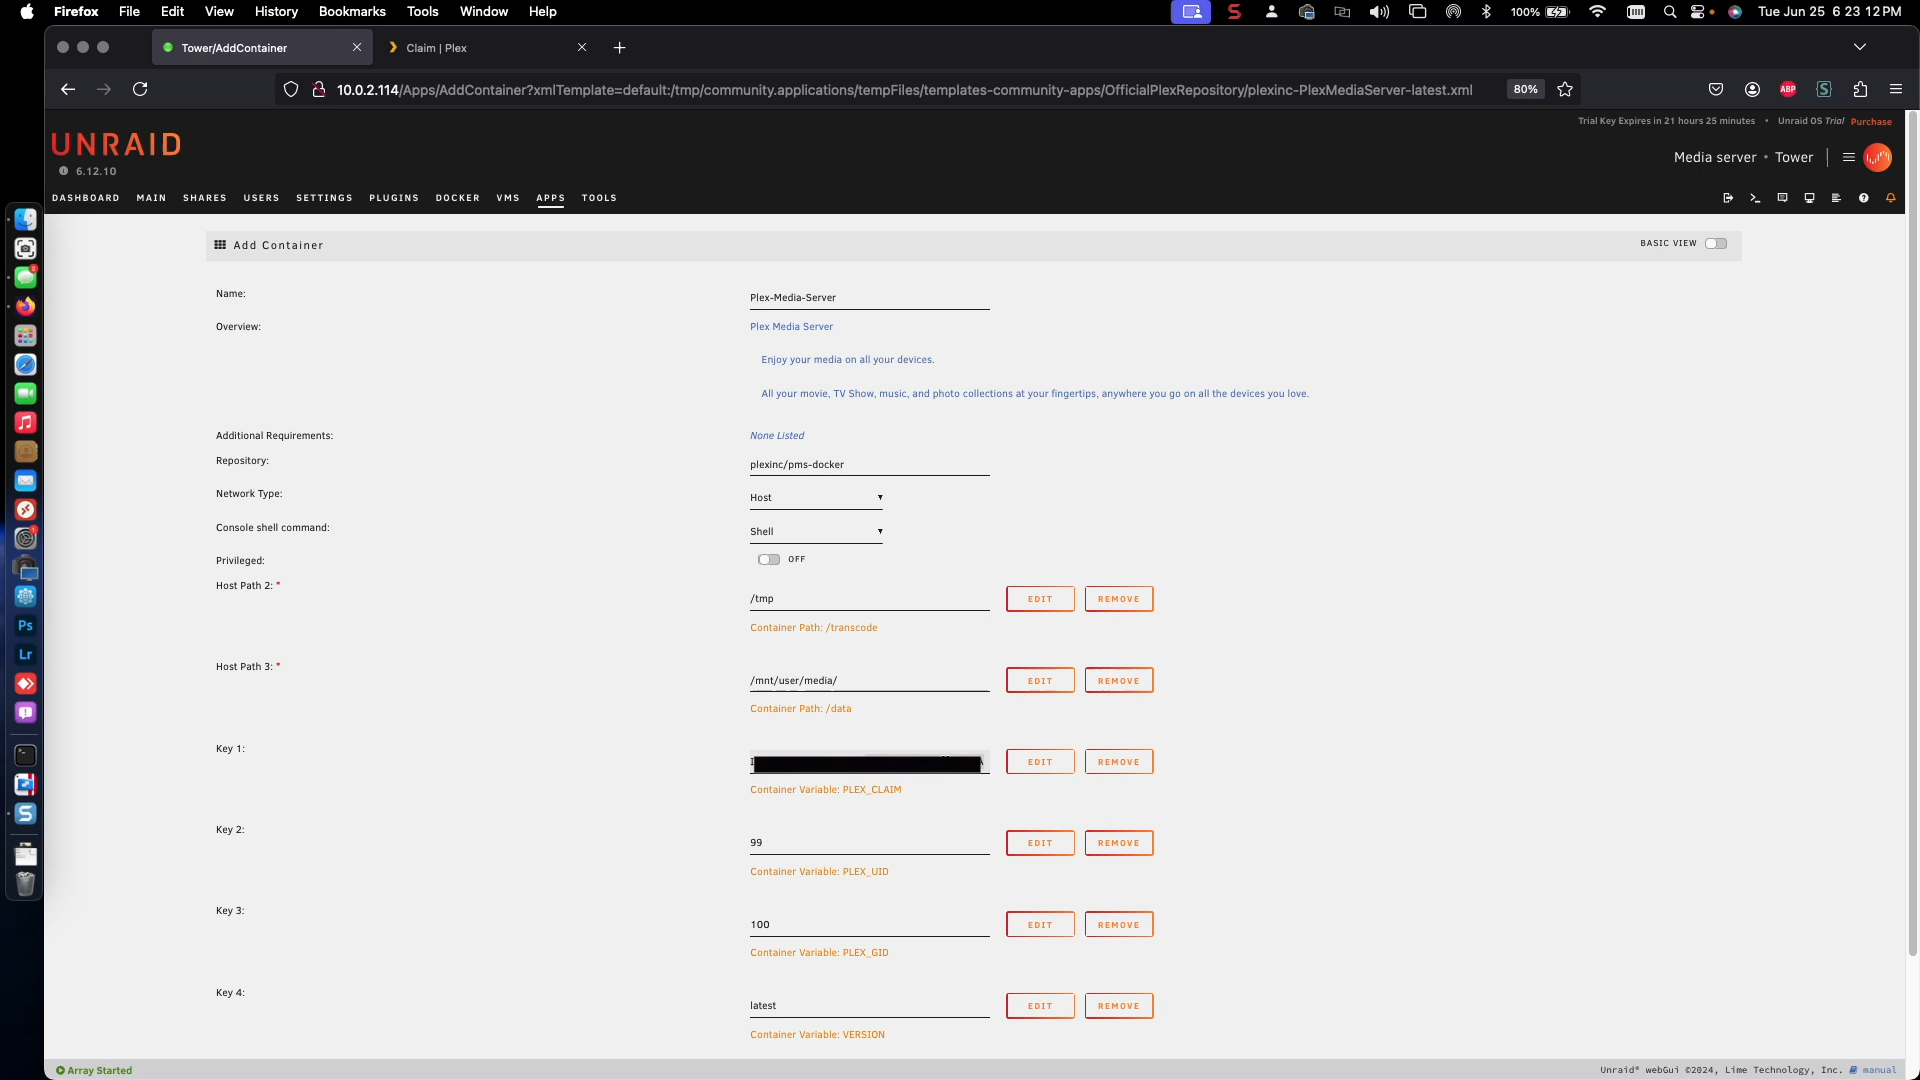 Firefox File Edit View History Bookmarks Tools Window Help
100% Tue Jun 25 6 23 12 PM
Tower/AddContainer
Claim | Plex
10.0.2.114/Apps/AddContainer?xmlTemplate=default:/tmp/community.applications/tempFiles/templates-community-apps/OfficialPlexRepository/plexinc-PlexMediaServer-latest.xml
80%
ABP
Trial Key Expires in 21 hours 25 minutes • Unraid OS Trial Purchase
UNRAID
6.12.10
Media server • Tower
DASHBOARD MAIN SHARES USERS SETTINGS PLUGINS DOCKER VMS APPS TOOLS
Add Container
BASIC VIEW
Name:
Plex-Media-Server
Overview:
Plex Media Server
Enjoy your media on all your devices.
All your movie, TV Show, music, and photo collections at your fingertips, anywhere you go on all the devices you love.
Additional Requirements:
None Listed
Repository:
plexinc/pms-docker
Network Type:
Host
Console shell command:
Shell
Privileged:
OFF
Host Path 2: *
/tmp
EDIT REMOVE
Container Path: /transcode
Host Path 3: *
/mnt/user/media/
EDIT REMOVE
Container Path: /data
Key 1:
EDIT REMOVE
Container Variable: PLEX_CLAIM
Key 2:
99
EDIT REMOVE
Container Variable: PLEX_UID
Key 3:
100
EDIT REMOVE
Container Variable: PLEX_GID
Key 4:
latest
EDIT REMOVE
Container Variable: VERSION
Ps
Lr
Array Started
Unraid® webGui ©2024, Lime Technology, Inc. manual